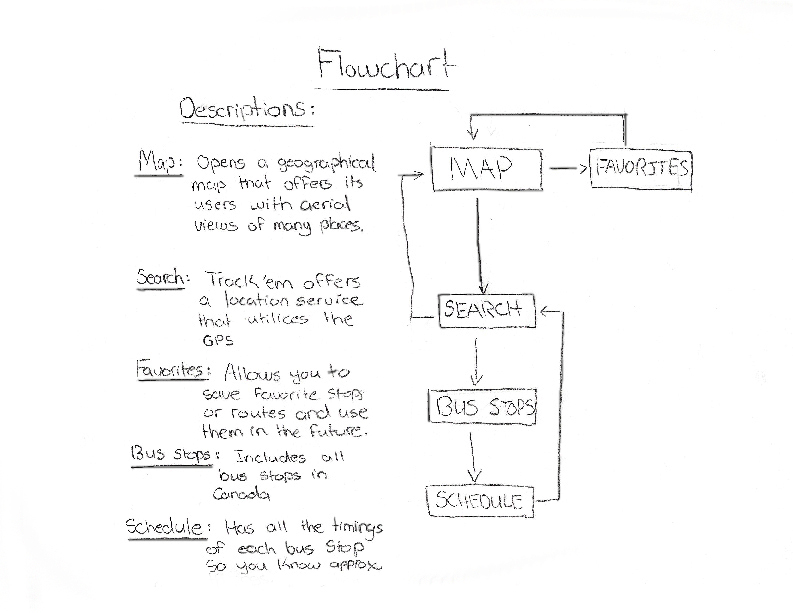 Flowchart
Descriptions:
Map: Opens a geographical
map that offers its
users with aerial
views of many places.
Search: Track'em offers
a location service
that utilices the
GPS
Favorites: Allows you to
save favorite stops
or routes and use
them in the future.
Bus stops: Includes all
bus stops in
Canada
Schedule: Has all the timings
of each bus stop
So you know approx.
MAP
FAVORITES
SEARCH
BUS STOPS
SCHEDULE